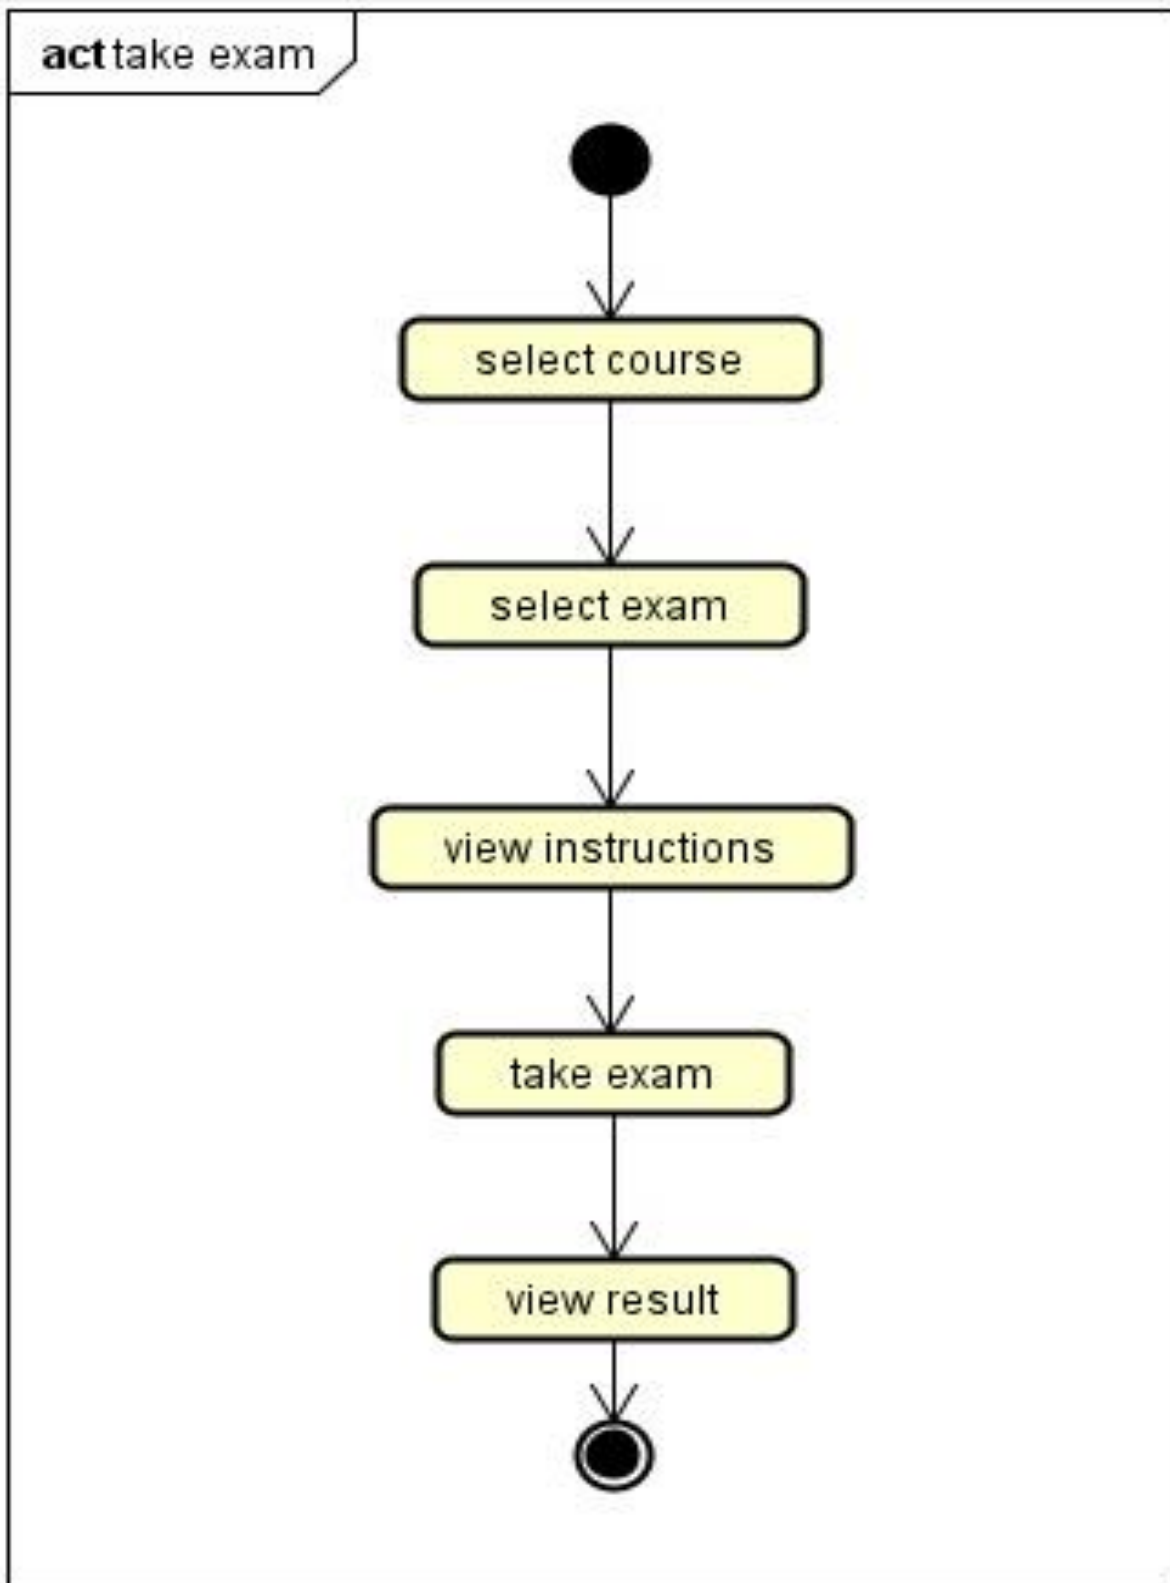 act take exam
select course
select exam
view instructions
take exam
view result